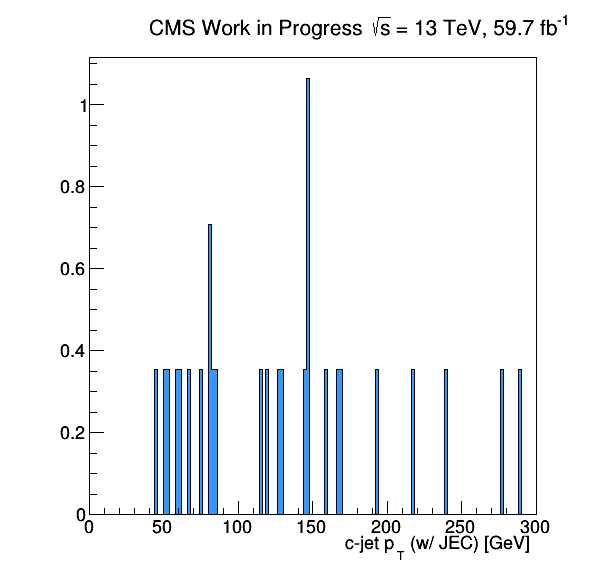 CMS Work in Progress √s = 13 TeV, 59.7 fb⁻¹
1
0.8
0.6
0.4
0.2
0
0 50 100 150 200 250 300
c-jet p_T (w/ JEC) [GeV]